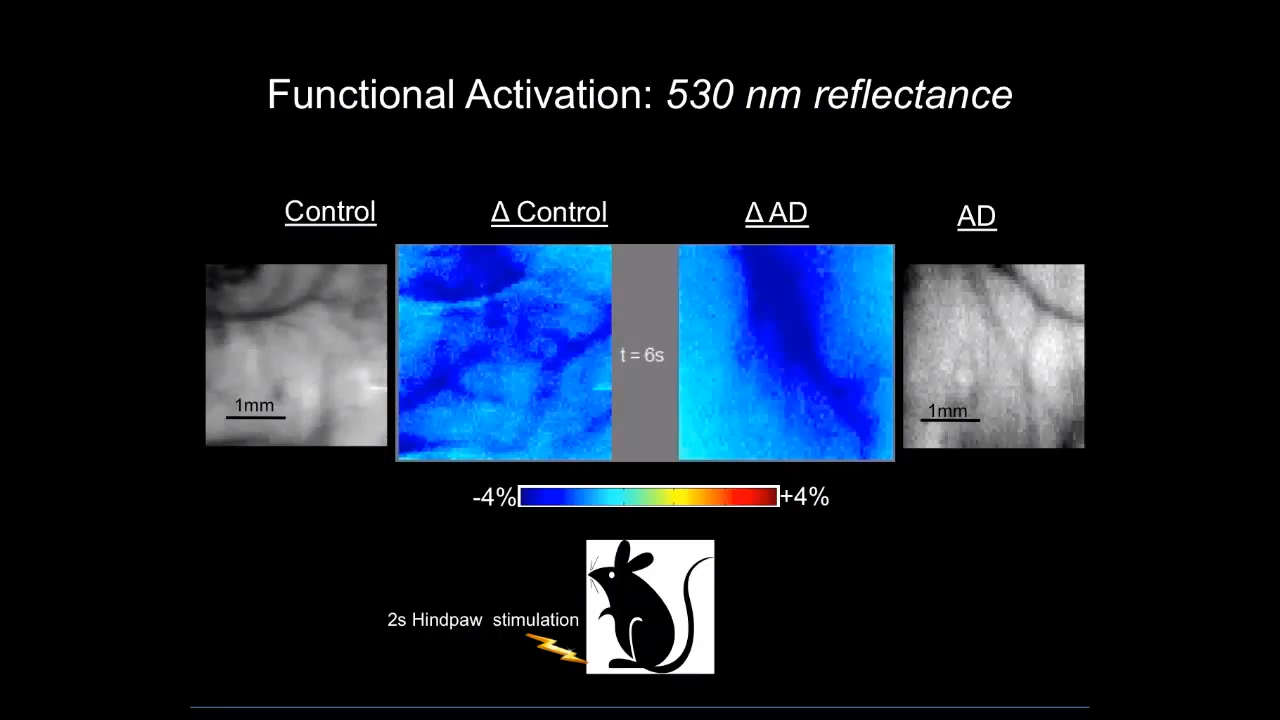 Functional Activation: 530 nm reflectance
Control
Δ Control
Δ AD
AD
t = 6s
1mm
1mm
-4%
+4%
2s Hindpaw stimulation